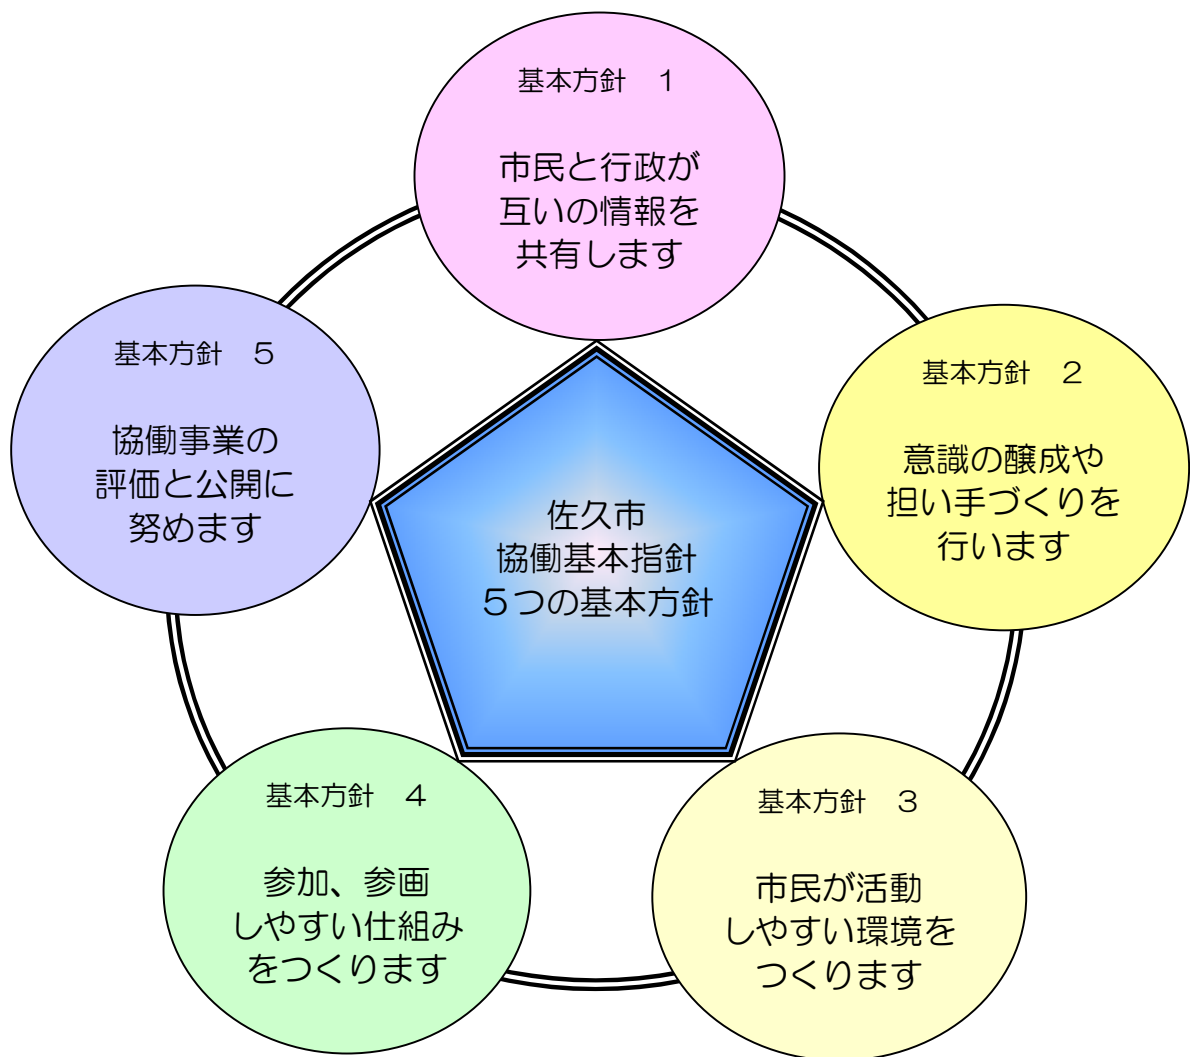 基本方針　１
市民と行政が
互いの情報を
共有します
基本方針　２
意識の醸成や
担い手づくりを
行います
基本方針　３
市民が活動
しやすい環境を
つくります
基本方針　４
参加、参画
しやすい仕組み
をつくります
基本方針　５
協働事業の
評価と公開に
努めます
佐久市
協働基本指針
５つの基本方針